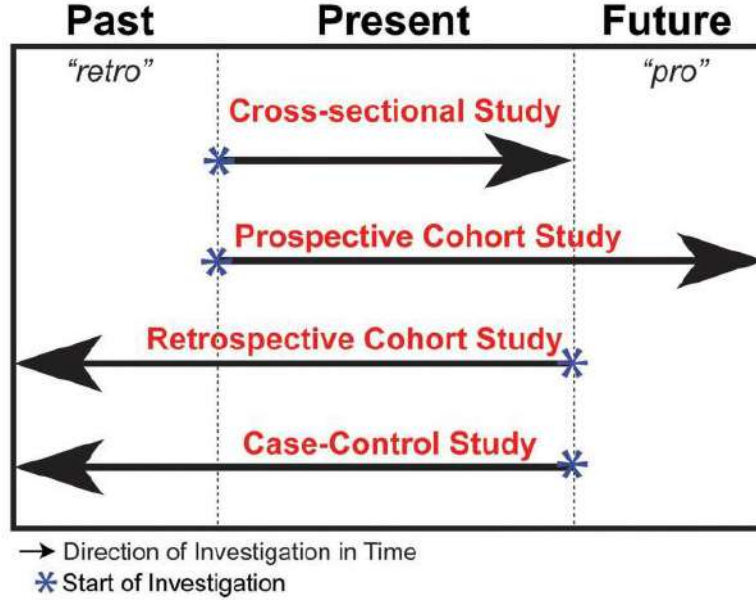 Past Present Future
“retro” “pro”
Cross-sectional Study
Prospective Cohort Study
Retrospective Cohort Study
Case-Control Study
Direction of Investigation in Time
Start of Investigation